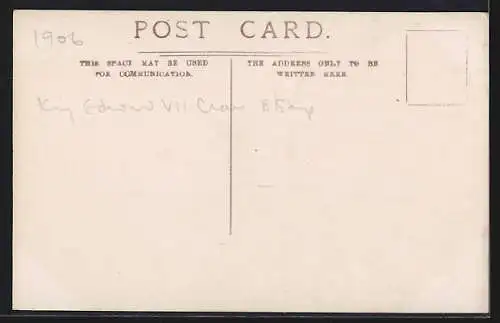 1906
POST CARD.
THIS SPACE MAY BE USED
FOR COMMUNICATION.
THE ADDRESS ONLY TO BE
WRITTEN HERE
King Edward VII